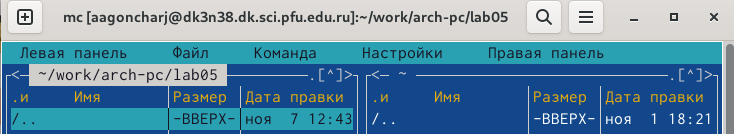 mc [aagoncharj@dk3n38.dk.sci.pfu.edu.ru]:~/work/arch-pc/lab05
Левая панель Файл Команда Настройки Правая панель
<─ ~/work/arch-pc/lab05 .[^]> <─ ~ .[^]>
.и Имя Размер Дата правки .и Имя Размер Дата правки
/.. -ВВЕРХ- ноя 7 12:43 /.. -ВВЕРХ- ноя 1 18:21